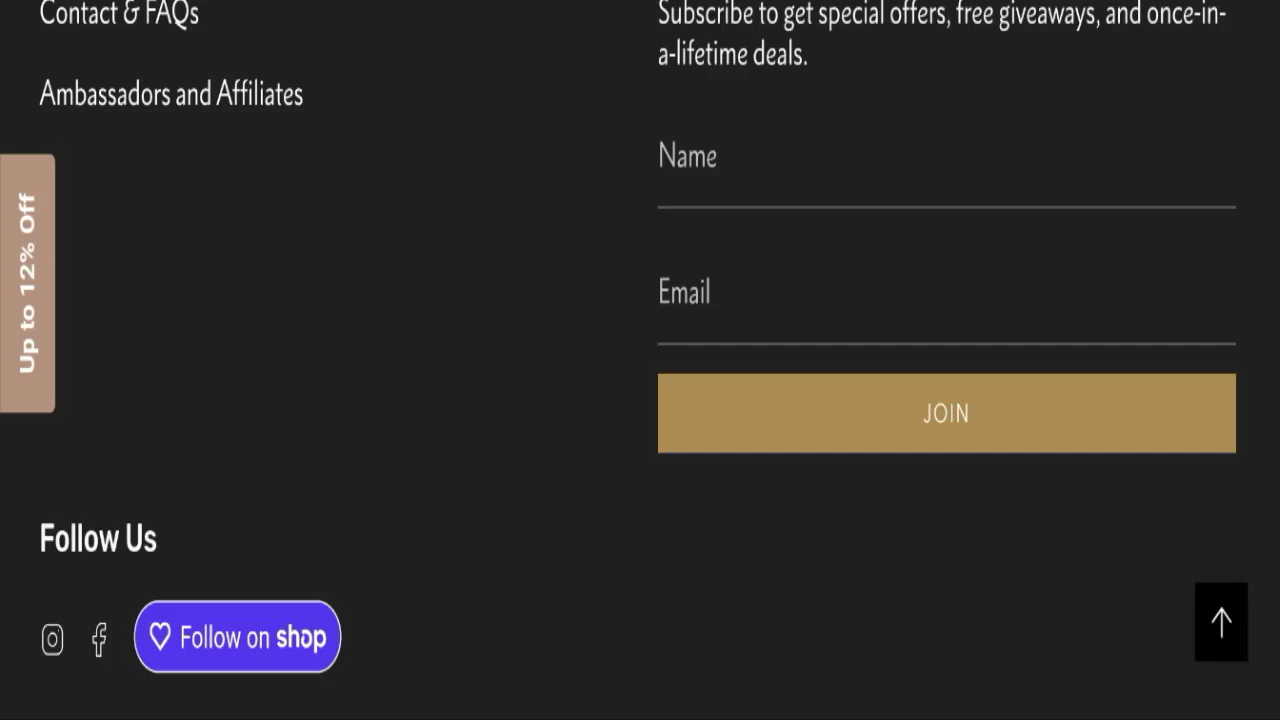 Contact & FAQs
Ambassadors and Affiliates
Up to 12% Off
Subscribe to get special offers, free giveaways, and once-in-
a-lifetime deals.
Name
Email
JOIN
Follow Us
Follow on shop